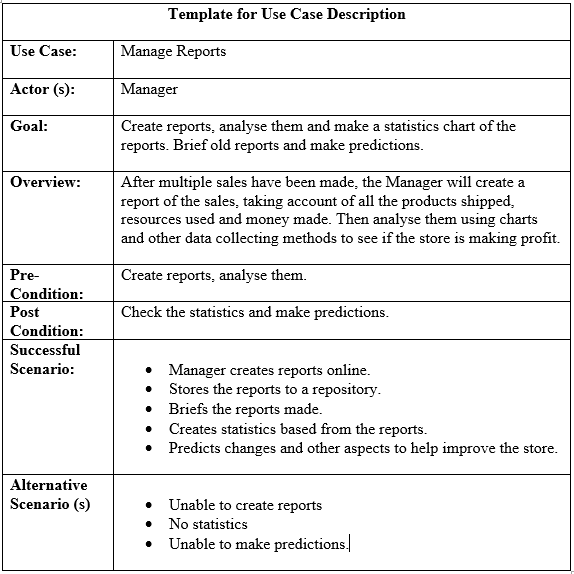 Template for Use Case Description
Use Case: Manage Reports
Actor (s): Manager
Goal: Create reports, analyse them and make a statistics chart of the
reports. Brief old reports and make predictions.
Overview: After multiple sales have been made, the Manager will create a
report of the sales, taking account of all the products shipped,
resources used and money made. Then analyse them using charts
and other data collecting methods to see if the store is making profit.
Pre-
Condition:
Create reports, analyse them.
Post
Condition:
Check the statistics and make predictions.
Successful
Scenario:
• Manager creates reports online.
• Stores the reports to a repository.
• Briefs the reports made.
• Creates statistics based from the reports.
• Predicts changes and other aspects to help improve the store.
Alternative
Scenario (s)
• Unable to create reports
• No statistics
• Unable to make predictions.